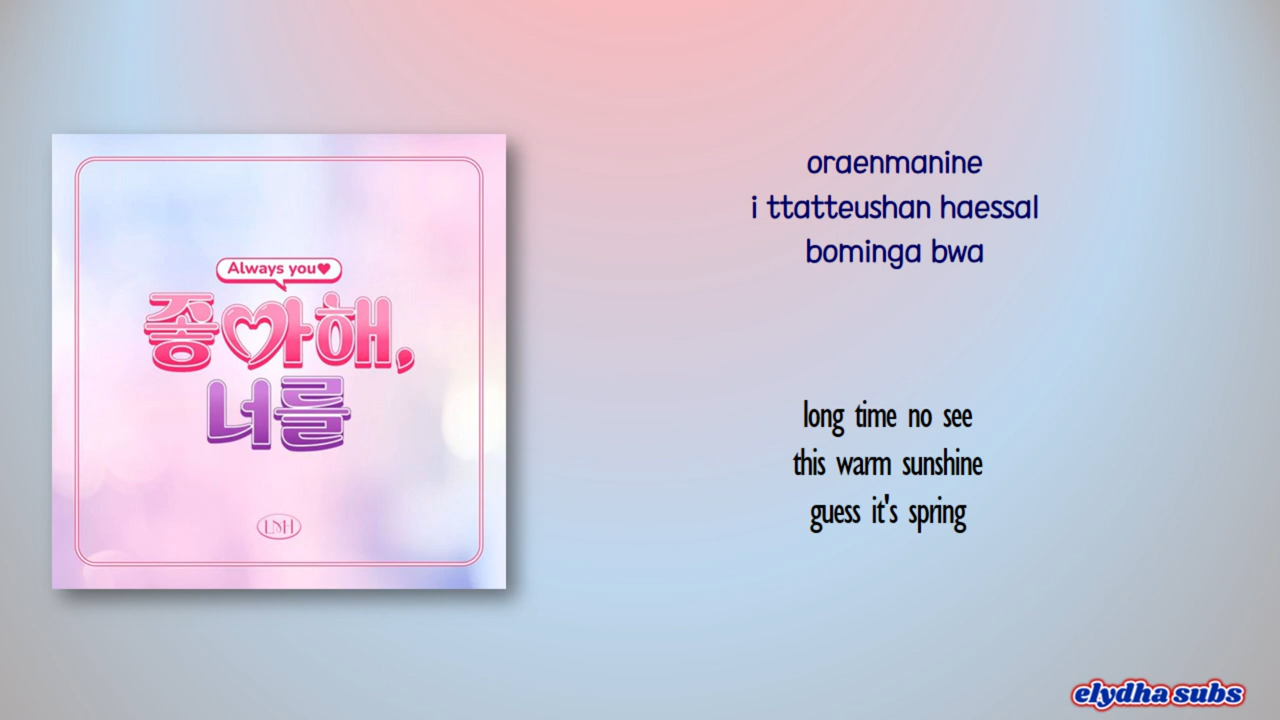 Always you♥
좋아해,
너를
LNH
oraenmanine
i ttatteushan haessal
bominga bwa
long time no see
this warm sunshine
guess it's spring
elydha subs